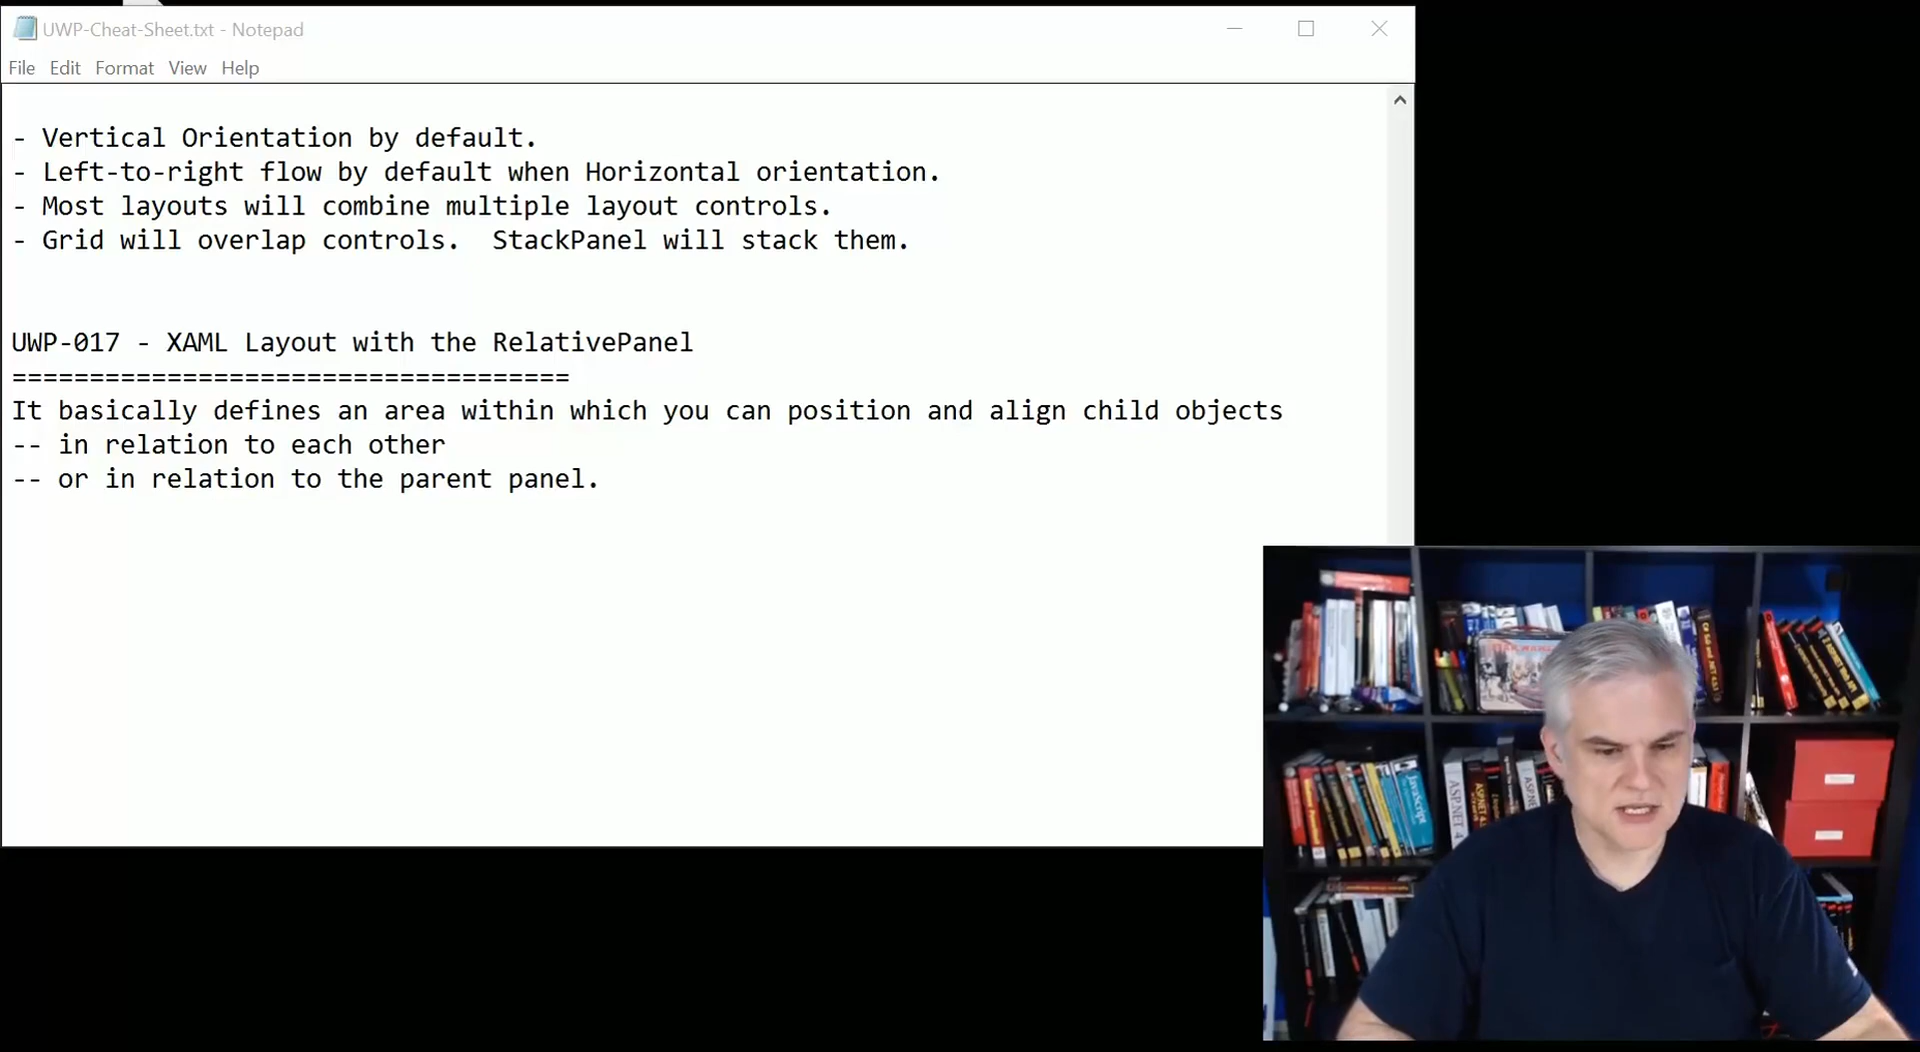 UWP-Cheat-Sheet.txt - Notepad
File Edit Format View Help
- Vertical Orientation by default.
- Left-to-right flow by default when Horizontal orientation.
- Most layouts will combine multiple layout controls.
- Grid will overlap controls.  StackPanel will stack them.
UWP-017 - XAML Layout with the RelativePanel
====================================
It basically defines an area within which you can position and align child objects
-- in relation to each other
-- or in relation to the parent panel.
JavaScript
ASP.NET